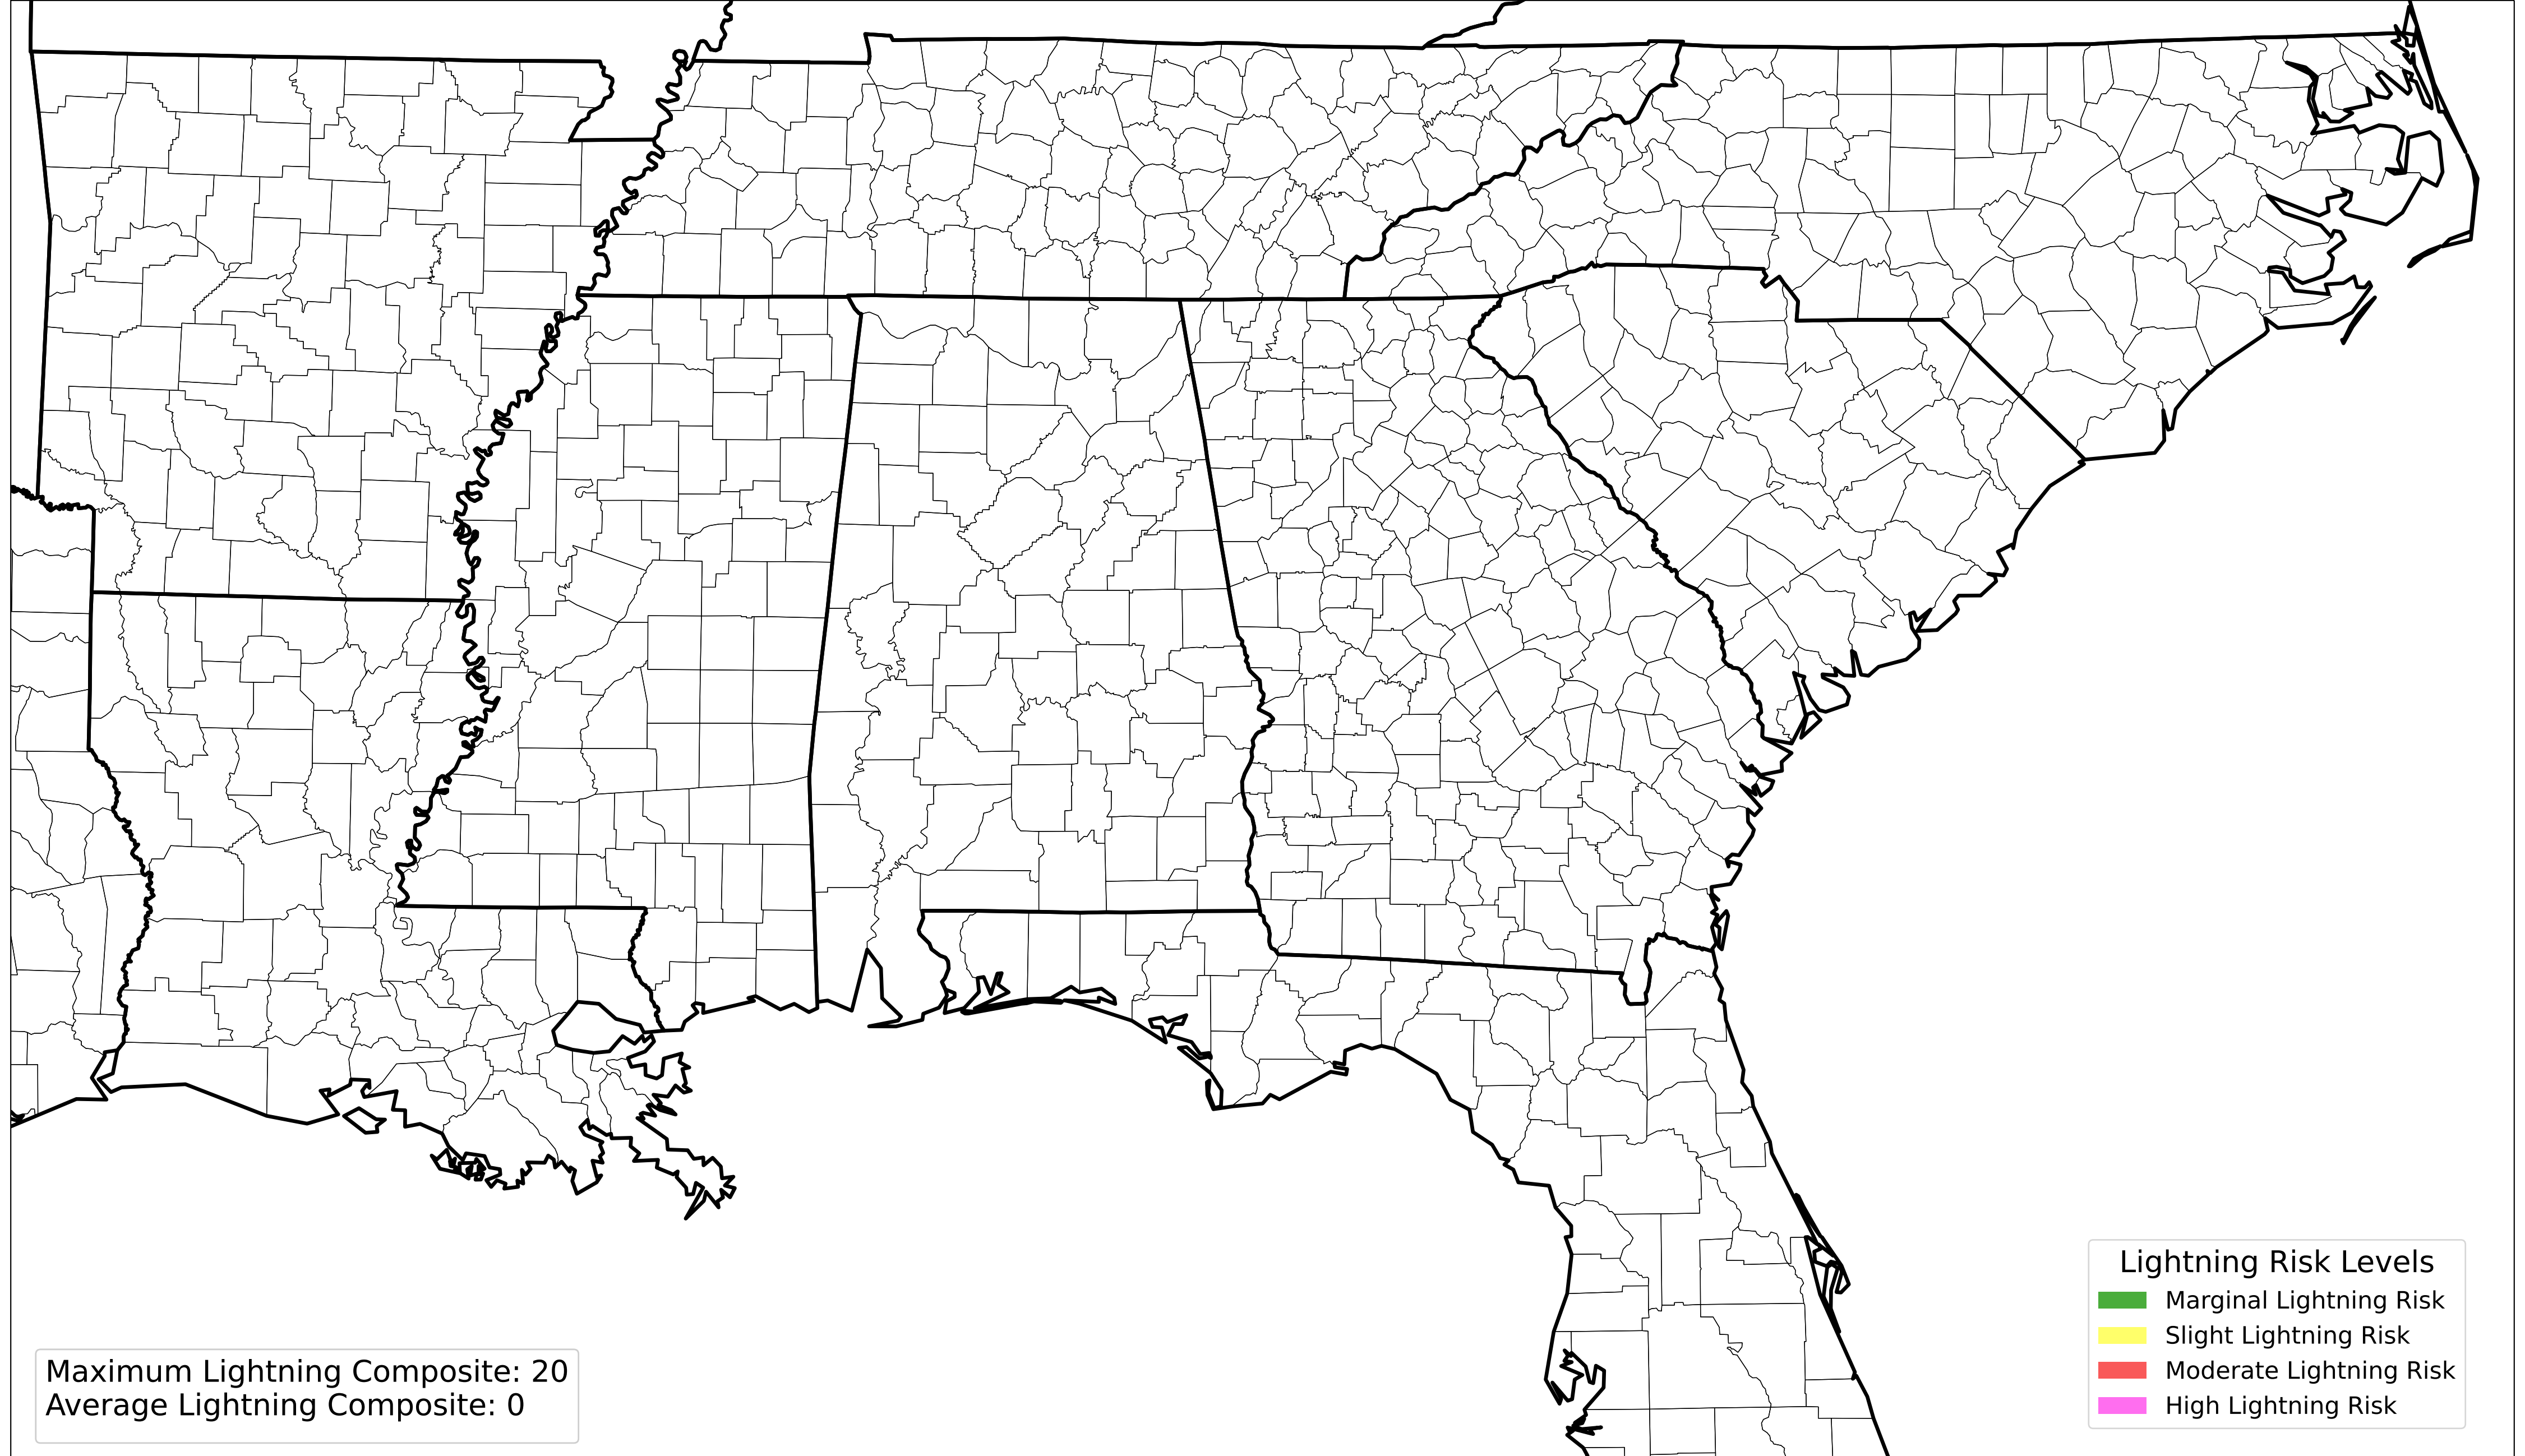 Maximum Lightning Composite: 20
Average Lightning Composite: 0
Lightning Risk Levels
Marginal Lightning Risk
Slight Lightning Risk
Moderate Lightning Risk
High Lightning Risk